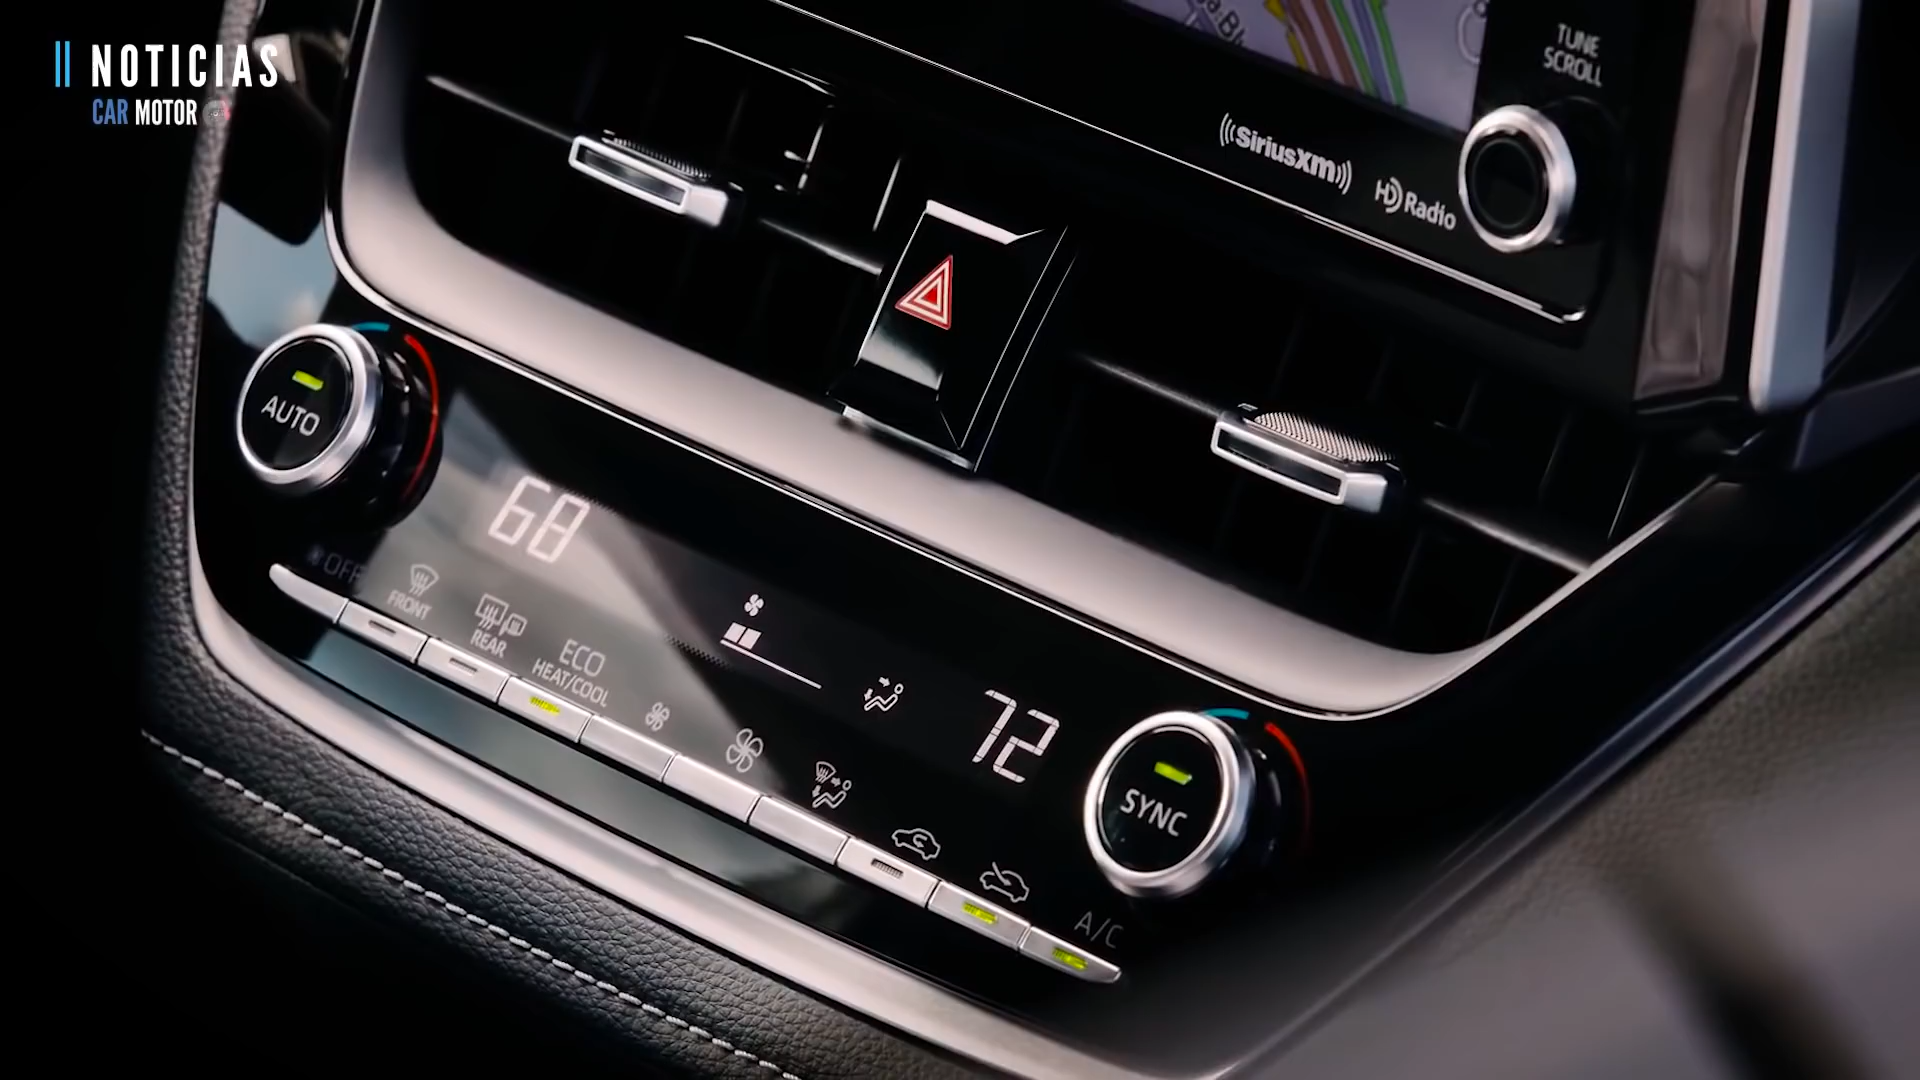 NOTICIAS
CAR MOTOR
TUNE
SCROLL
SiriusXM
HD Radio
AUTO
68
OFF
FRONT
REAR
ECO
HEAT/COOL
72
SYNC
A/C